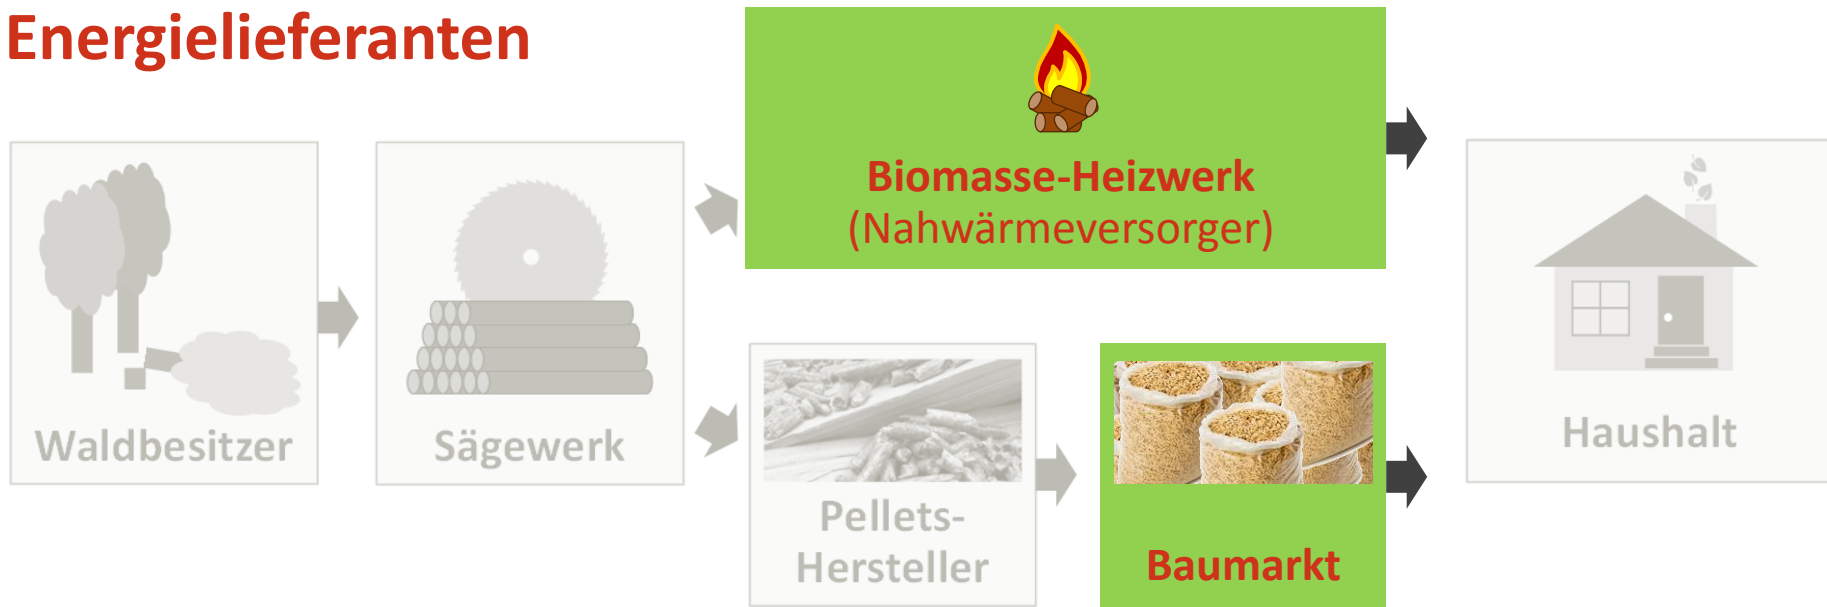 Energielieferanten
Biomasse-Heizwerk
(Nahwärmeversorger)
Waldbesitzer
Sägewerk
Pellets-
Hersteller
Baumarkt
Haushalt